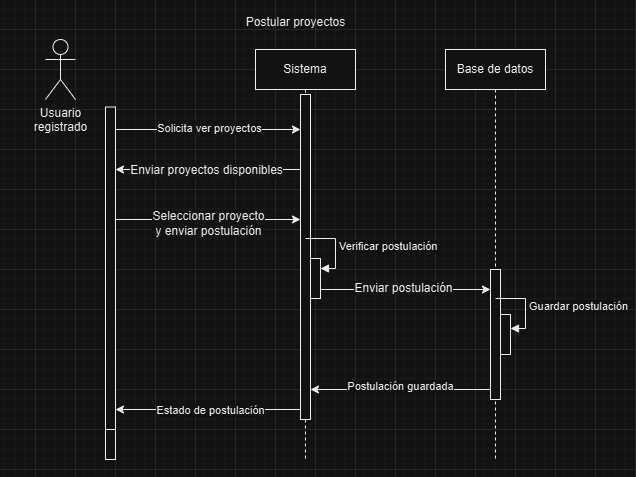 Postular proyectos
Sistema
Base de datos
Usuario
registrado
Solicita ver proyectos
Enviar proyectos disponibles
Seleccionar proyecto
y enviar postulación
Verificar postulación
Enviar postulación
Guardar postulación
Postulación guardada
Estado de postulación